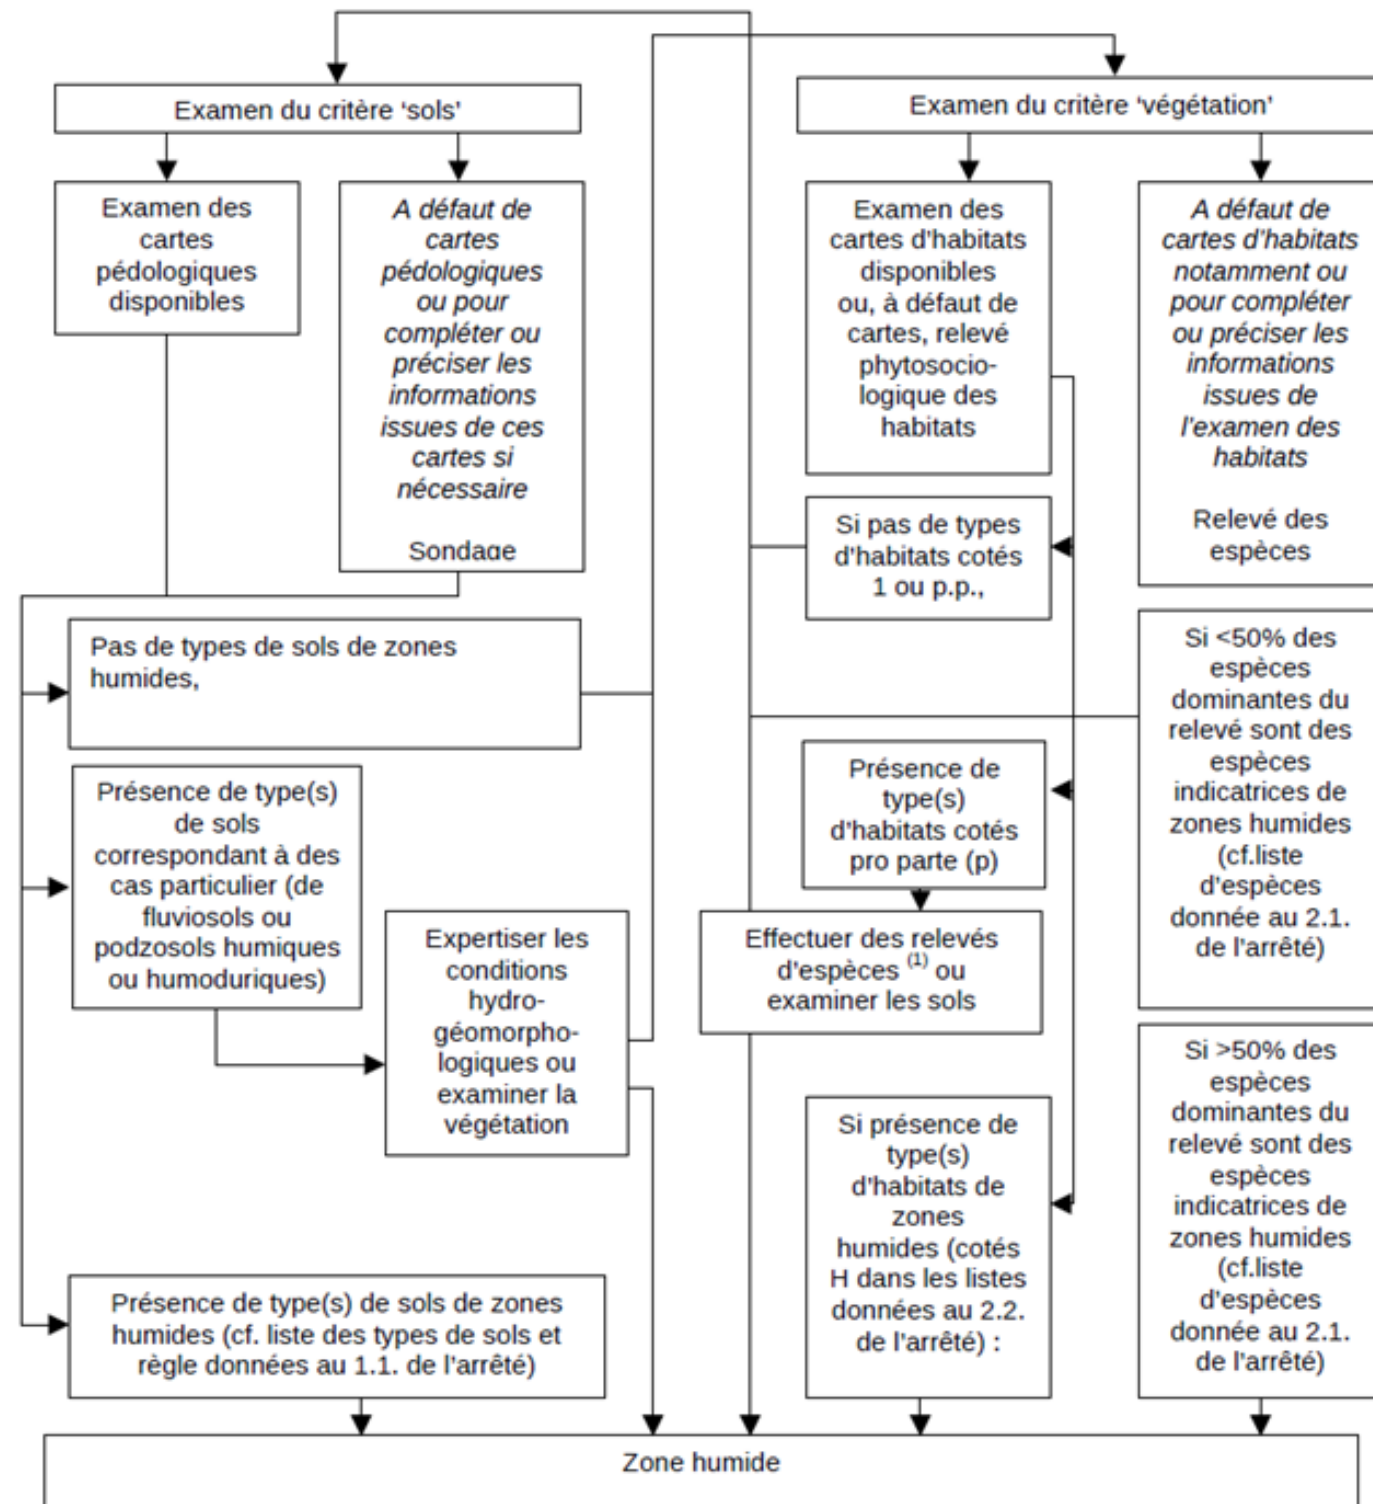 Examen du critère ‘sols’
Examen du critère ‘végétation’
Examen des
cartes
pédologiques
disponibles
A défaut de
cartes
pédologiques
ou pour
compléter ou
préciser les
informations
issues de ces
cartes si
nécessaire
Sondage
Examen des
cartes d’habitats
disponibles
ou, à défaut de
cartes, relevé
phytosocio-
logique des
habitats
A défaut de
cartes d’habitats
notamment ou
pour compléter
ou préciser les
informations
issues de
l’examen des
habitats
Relevé des
espèces
Si pas de types
d’habitats cotés
1 ou p.p.,
Pas de types de sols de zones
humides,
Si <50% des
espèces
dominantes du
relevé sont des
espèces
indicatrices de
zones humides
(cf.liste
d’espèces
donnée au 2.1.
de l’arrêté)
Présence de type(s)
de sols
correspondant à des
cas particulier (de
fluviosols ou
podzosols humiques
ou humoduriques)
Présence de
type(s)
d’habitats cotés
pro parte (p)
Expertiser les
conditions
hydro-
géomorpho-
logiques ou
examiner la
végétation
Effectuer des relevés
d’espèces (1) ou
examiner les sols
Si présence de
type(s)
d’habitats de
zones
humides (cotés
H dans les listes
données au 2.2.
de l’arrêté) :
Si >50% des
espèces
dominantes du
relevé sont des
espèces
indicatrices de
zones humides
(cf.liste
d’espèces
donnée au 2.1.
de l’arrêté)
Présence de type(s) de sols de zones
humides (cf. liste des types de sols et
règle données au 1.1. de l’arrêté)
Zone humide